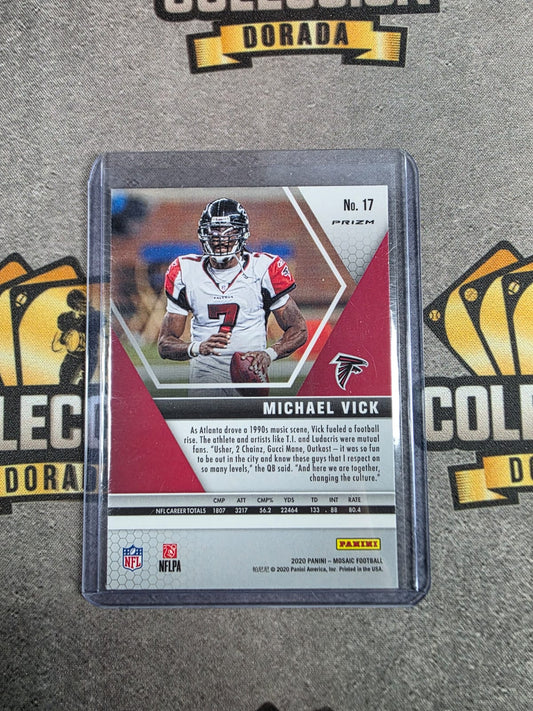 COLECCION
DORADA
No. 17
PRIZM
7
MICHAEL VICK
As Atlanta drove a 1990s music scene, Vick fueled a football
rise. The athlete and artists like T.I. and Ludacris were mutual
fans. "Usher, 2 Chainz, Gucci Mane, Outkast – it was so fun
to be out in the city and know these guys that I respect on
so many levels," the QB said. "And here we are together,
changing the culture."
CMP ATT CMP% YDS TD INT RATE
NFL CAREER TOTALS 1807 3217 56.2 22464 133 88 80.4
NFL
NFLPA
PANINI
2020 PANINI – MOSAIC FOOTBALL
帕尼尼 © 2020 Panini America, Inc Printed in the USA.
DORADA